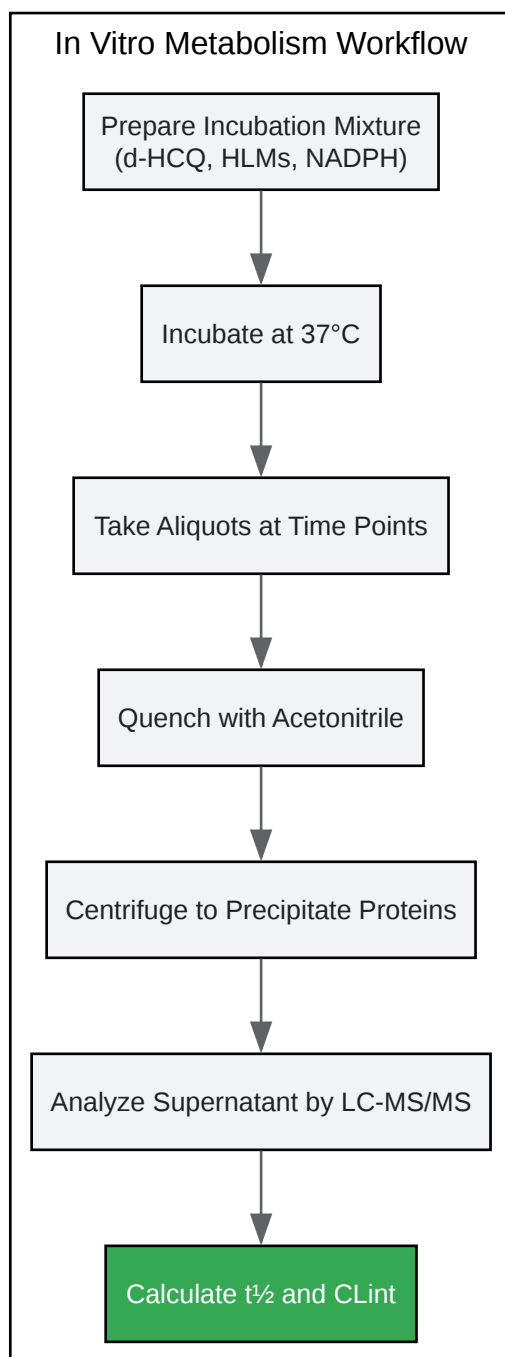 In Vitro Metabolism Workflow
Prepare Incubation Mixture
(d-HCQ, HLMs, NADPH)
Incubate at 37°C
Take Aliquots at Time Points
Quench with Acetonitrile
Centrifuge to Precipitate Proteins
Analyze Supernatant by LC-MS/MS
Calculate t½ and CLint